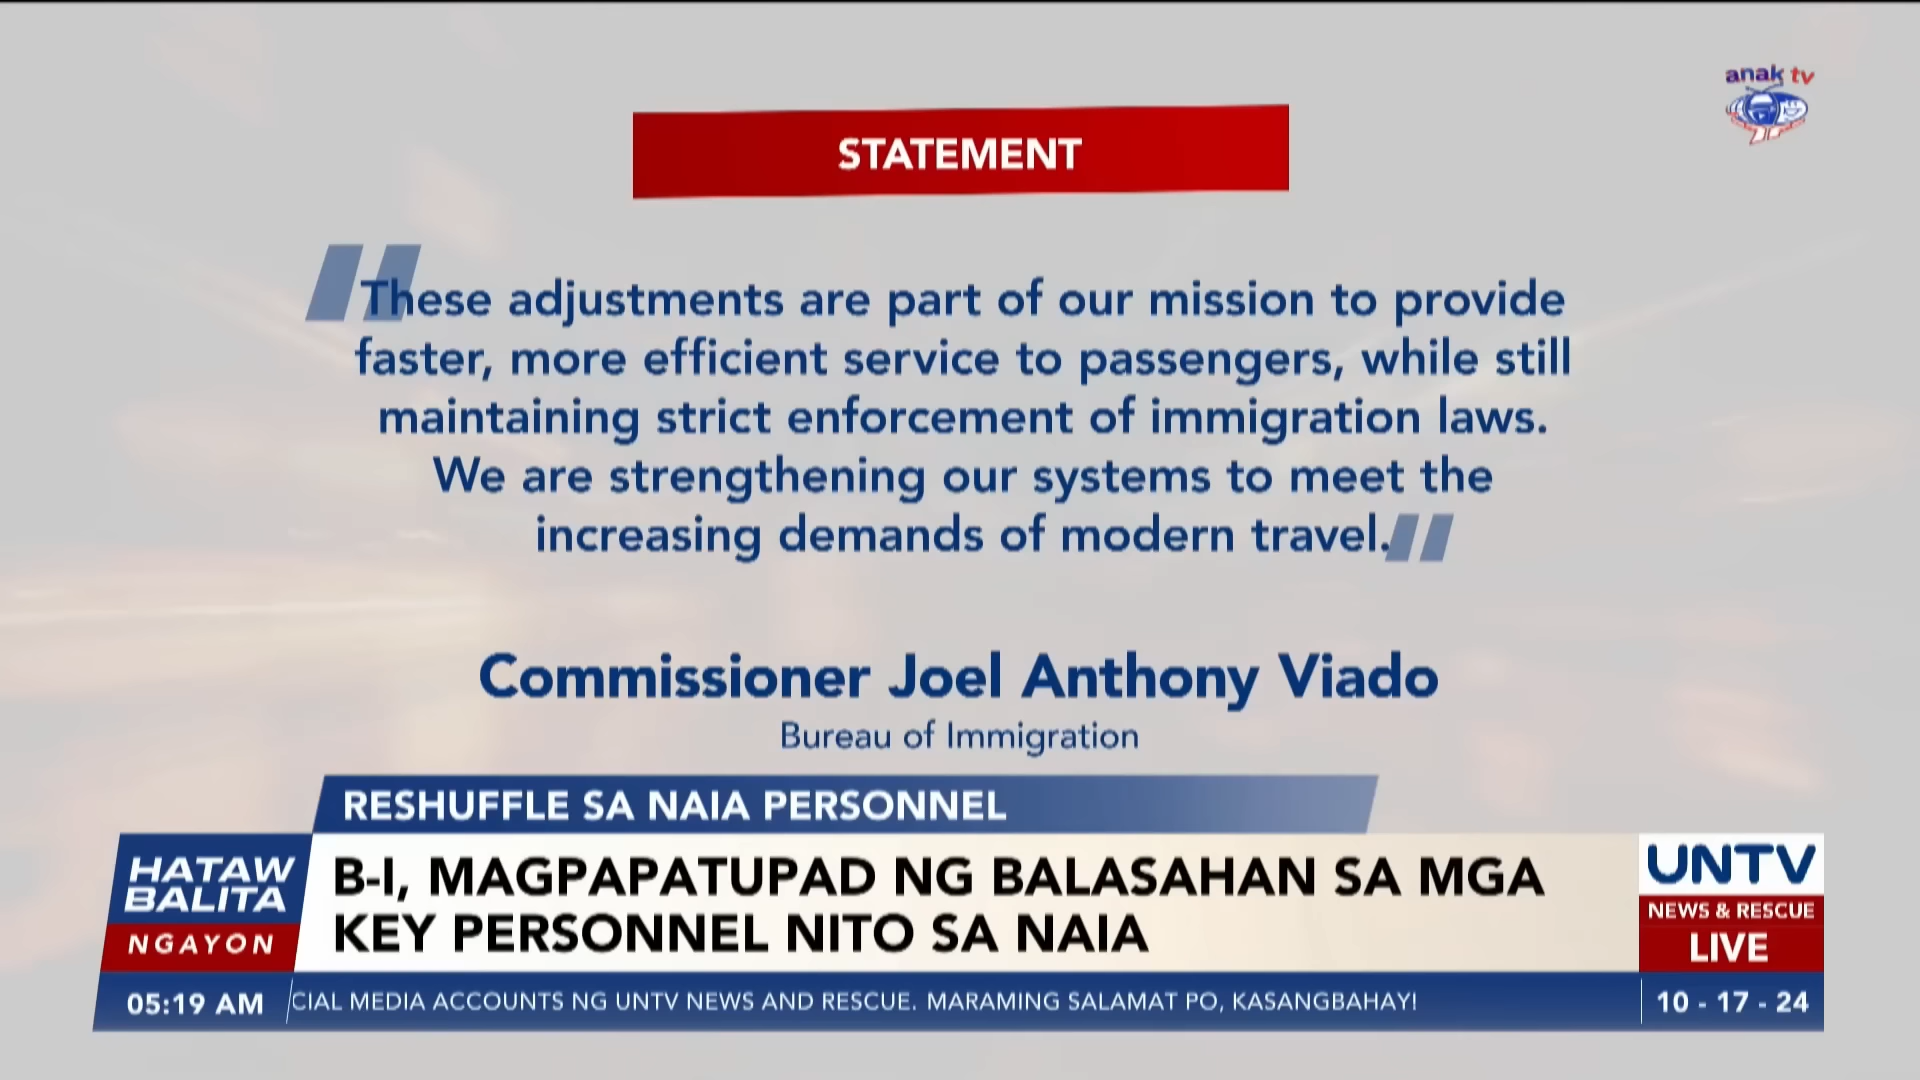 anak tv
STATEMENT
These adjustments are part of our mission to provide
faster, more efficient service to passengers, while still
maintaining strict enforcement of immigration laws.
We are strengthening our systems to meet the
increasing demands of modern travel.
Commissioner Joel Anthony Viado
Bureau of Immigration
RESHUFFLE SA NAIA PERSONNEL
HATAW
BALITA
NGAYON
B-I, MAGPAPATUPAD NG BALASAHAN SA MGA
KEY PERSONNEL NITO SA NAIA
UNTV
NEWS & RESCUE
LIVE
05:19 AM
CIAL MEDIA ACCOUNTS NG UNTV NEWS AND RESCUE. MARAMING SALAMAT PO, KASANGBAHAY!
10 - 17 - 24